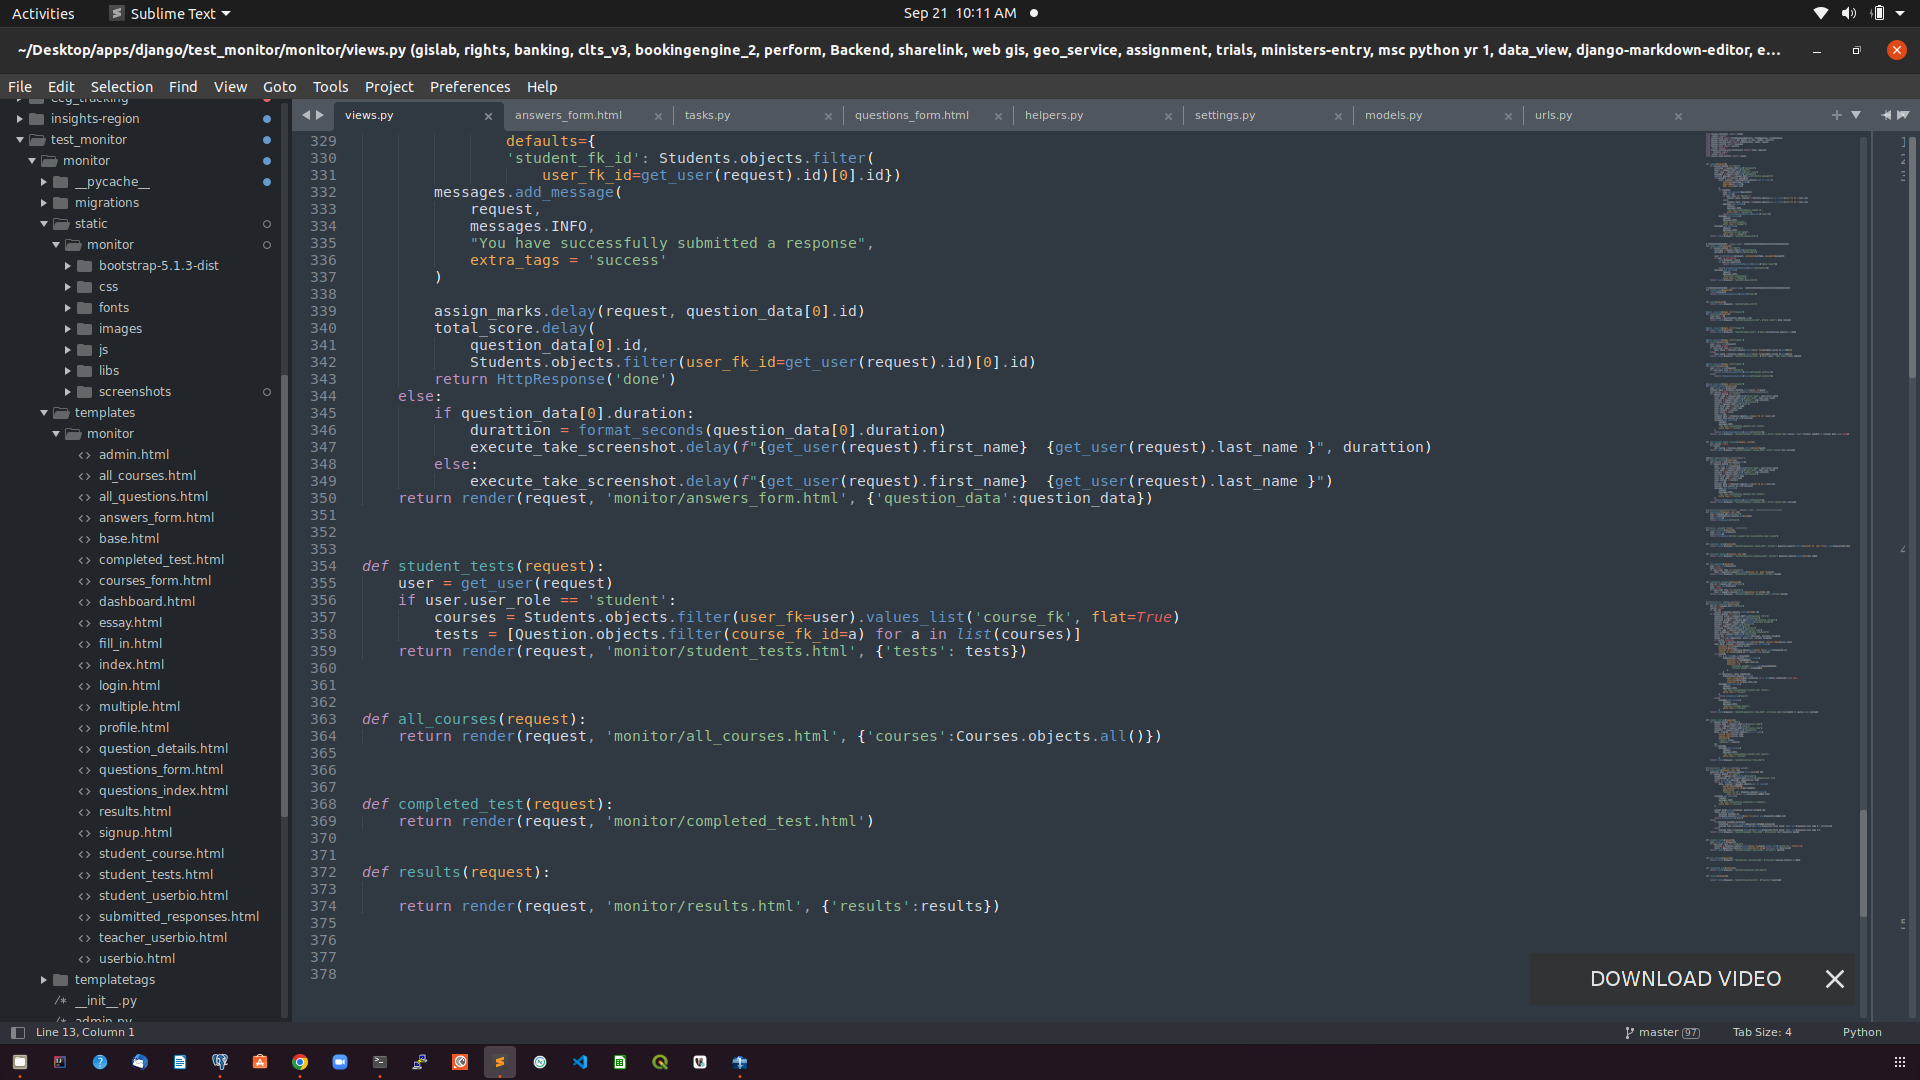 Activities
Sublime Text
Sep 21 10:11 AM
~/Desktop/apps/django/test_monitor/monitor/views.py (gislab, rights, banking, clts_v3, bookingengine_2, perform, Backend, sharelink, web gis, geo_service, assignment, trials, ministers-entry, msc python yr 1, data_view, django-markdown-editor, e...
File Edit Selection Find View Goto Tools Project Preferences Help
insights-region
test_monitor
monitor
__pycache__
migrations
static
monitor
bootstrap-5.1.3-dist
css
fonts
images
js
libs
screenshots
templates
monitor
admin.html
all_courses.html
all_questions.html
answers_form.html
base.html
completed_test.html
courses_form.html
dashboard.html
essay.html
fill_in.html
index.html
login.html
multiple.html
profile.html
question_details.html
questions_form.html
questions_index.html
results.html
signup.html
student_course.html
student_tests.html
student_userbio.html
submitted_responses.html
teacher_userbio.html
userbio.html
templatetags
__init__.py
admin.py
views.py answers_form.html tasks.py questions_form.html helpers.py settings.py models.py urls.py
329 defaults={
330 'student_fk_id': Students.objects.filter(
331 user_fk_id=get_user(request).id)[0].id})
332 messages.add_message(
333 request,
334 messages.INFO,
335 "You have successfully submitted a response",
336 extra_tags = 'success'
337 )
338
339 assign_marks.delay(request, question_data[0].id)
340 total_score.delay(
341 question_data[0].id,
342 Students.objects.filter(user_fk_id=get_user(request).id)[0].id)
343 return HttpResponse('done')
344 else:
345 if question_data[0].duration:
346 durattion = format_seconds(question_data[0].duration)
347 execute_take_screenshot.delay(f"{get_user(request).first_name}  {get_user(request).last_name }", durattion)
348 else:
349 execute_take_screenshot.delay(f"{get_user(request).first_name}  {get_user(request).last_name }")
350 return render(request, 'monitor/answers_form.html', {'question_data':question_data})
351
352
353
354 def student_tests(request):
355 user = get_user(request)
356 if user.user_role == 'student':
357 courses = Students.objects.filter(user_fk=user).values_list('course_fk', flat=True)
358 tests = [Question.objects.filter(course_fk_id=a) for a in list(courses)]
359 return render(request, 'monitor/student_tests.html', {'tests': tests})
360
361
362
363 def all_courses(request):
364 return render(request, 'monitor/all_courses.html', {'courses':Courses.objects.all()})
365
366
367
368 def completed_test(request):
369 return render(request, 'monitor/completed_test.html')
370
371
372 def results(request):
373
374 return render(request, 'monitor/results.html', {'results':results})
375
376
377
378
DOWNLOAD VIDEO
Line 13, Column 1
master 97
Tab Size: 4
Python